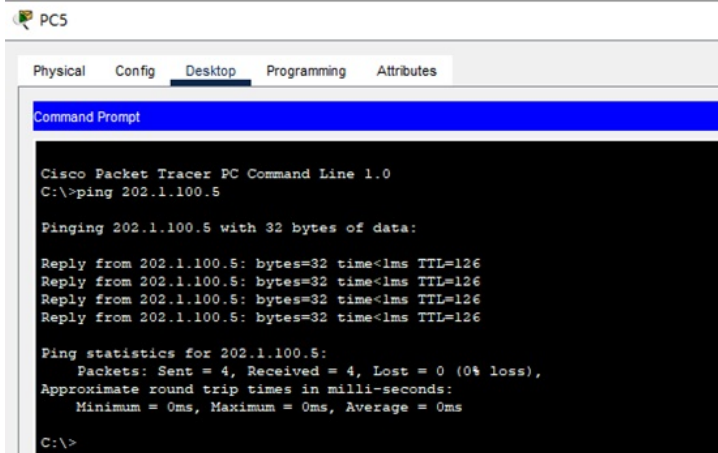 PC5
Physical Config Desktop Programming Attributes
Command Prompt
Cisco Packet Tracer PC Command Line 1.0
C:\>ping 202.1.100.5
Pinging 202.1.100.5 with 32 bytes of data:
Reply from 202.1.100.5: bytes=32 time<1ms TTL=126
Reply from 202.1.100.5: bytes=32 time<1ms TTL=126
Reply from 202.1.100.5: bytes=32 time<1ms TTL=126
Reply from 202.1.100.5: bytes=32 time<1ms TTL=126
Ping statistics for 202.1.100.5:
Packets: Sent = 4, Received = 4, Lost = 0 (0% loss),
Approximate round trip times in milli-seconds:
Minimum = 0ms, Maximum = 0ms, Average = 0ms
C:\>